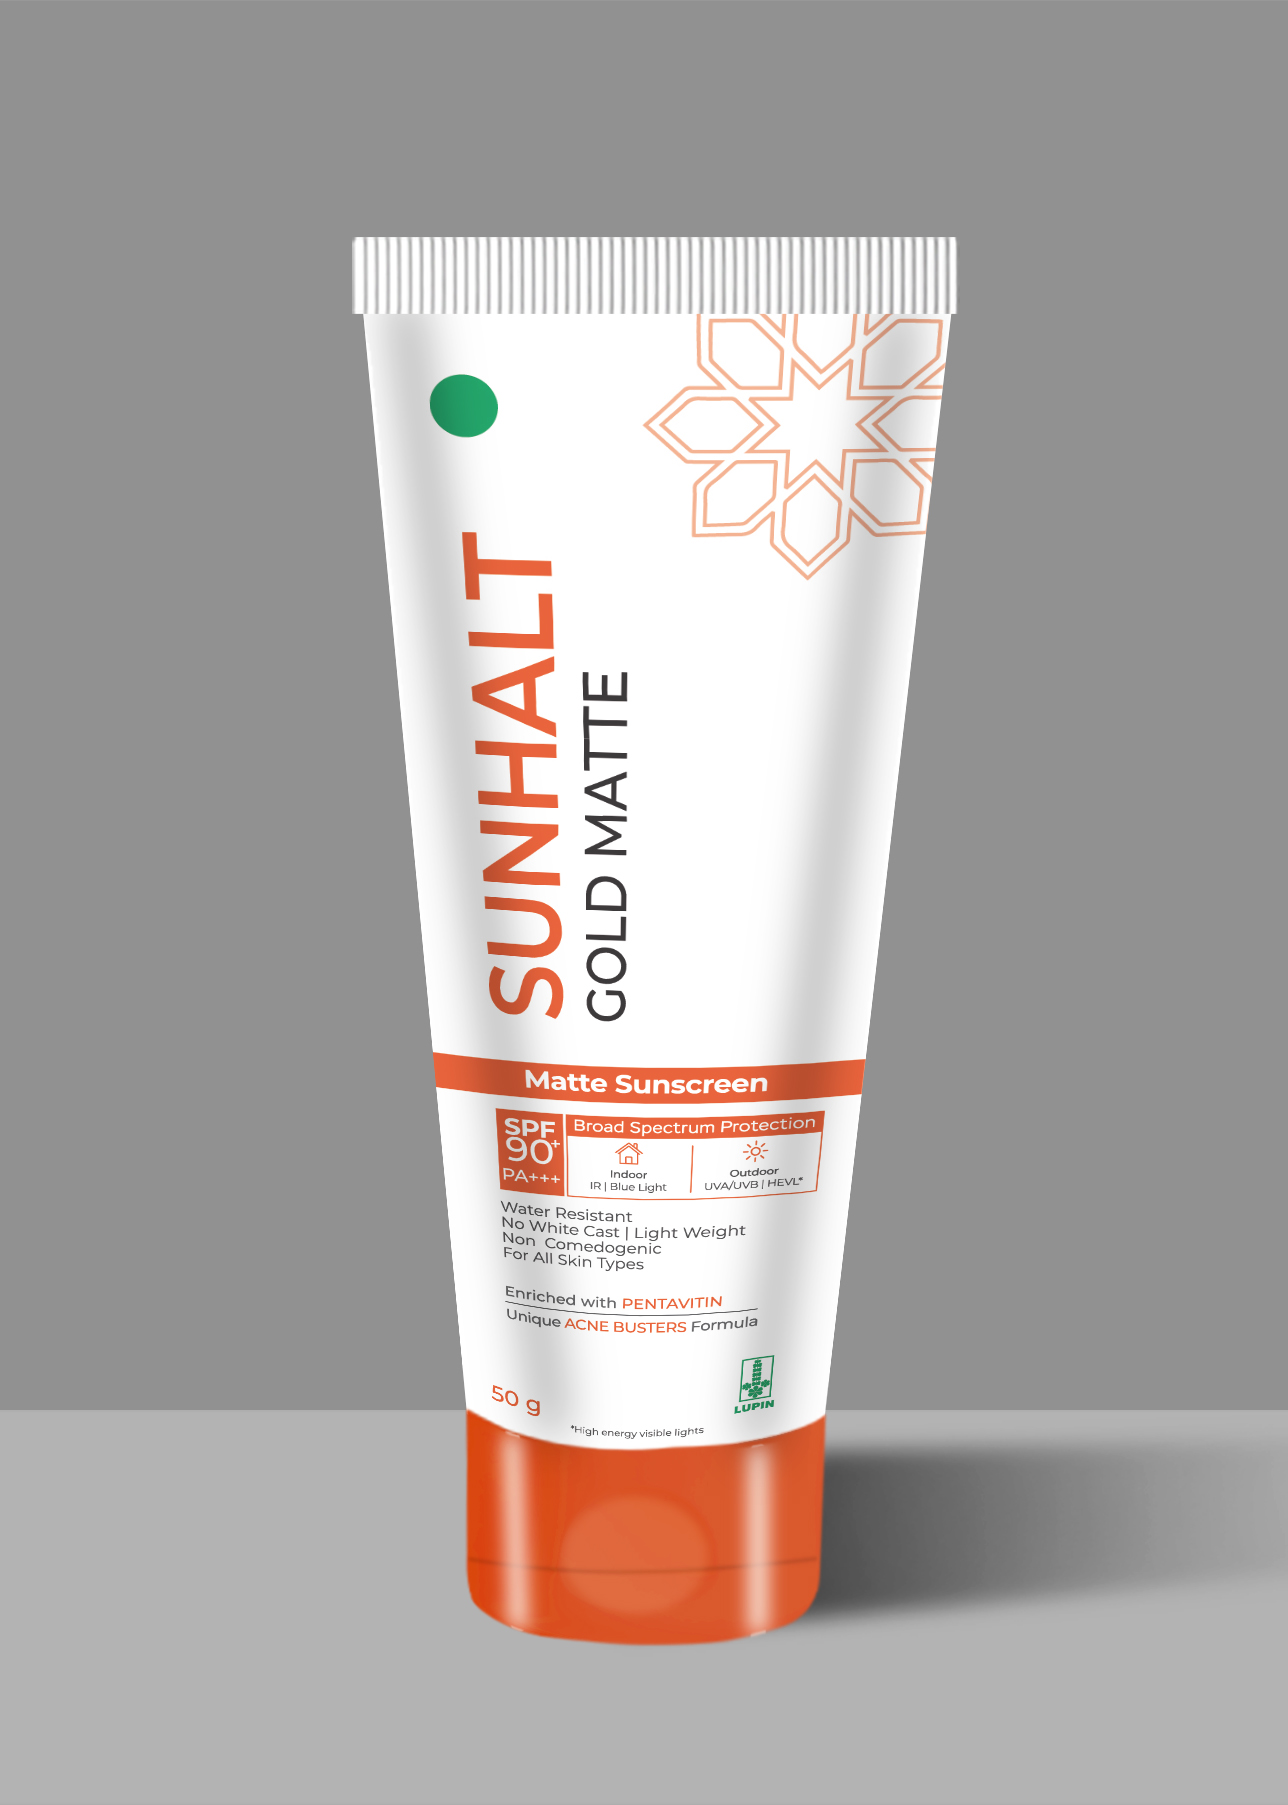 SUNHALT
GOLD MATTE
Matte Sunscreen
SPF
90+
PA+++
Broad Spectrum Protection
Indoor
IR | Blue Light
Outdoor
UVA/UVB | HEVL*
Water Resistant
No White Cast | Light Weight
Non Comedogenic
For All Skin Types
Enriched with PENTAVITIN
Unique ACNE BUSTERS Formula
50 g
LUPIN
*High energy visible lights